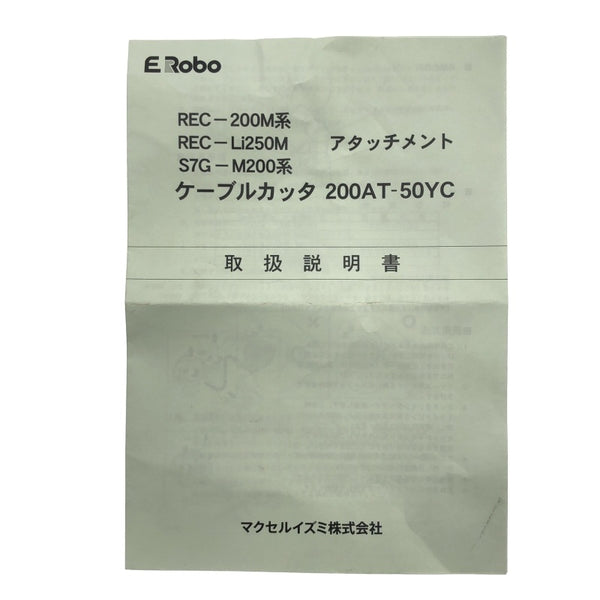 E Robo
REC－200M系
REC－Li250M　アタッチメント
S7G－M200系
ケーブルカッタ 200AT-50YC
取扱説明書
マクセルイズミ株式会社